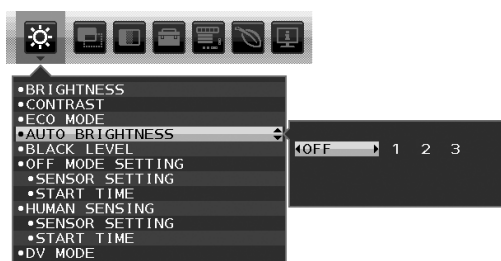 •BRIGHTNESS
•CONTRAST
•ECO MODE
•AUTO BRIGHTNESS
OFF 1 2 3
•BLACK LEVEL
•OFF MODE SETTING
•SENSOR SETTING
•START TIME
•HUMAN SENSING
•SENSOR SETTING
•START TIME
•DV MODE